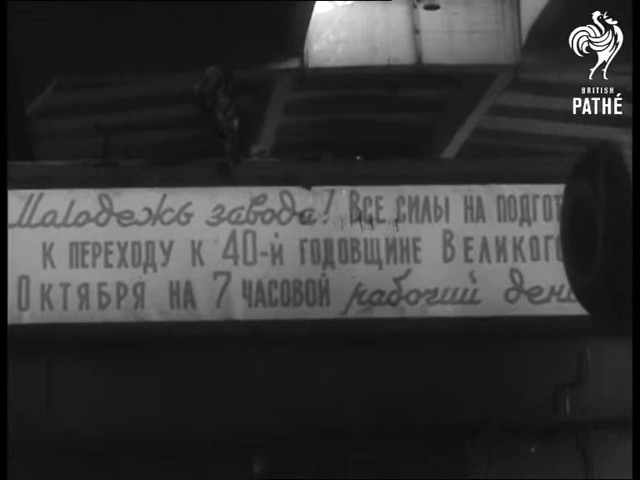 Молодежь завода! Все силы на подгот
к переходу к 40-й годовщине Великого
Октября на 7 часовой рабочий ден
BRITISH
PATHÉ